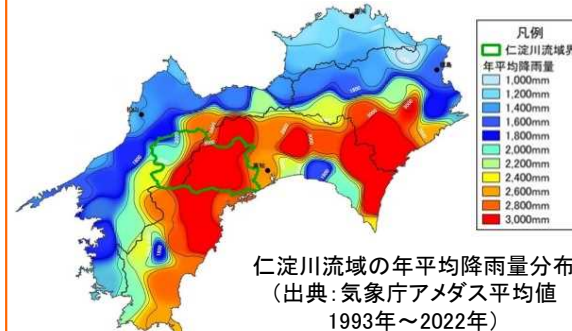 凡例
仁淀川流域界
年平均降雨量
1,000mm
1,200mm
1,400mm
1,600mm
1,800mm
2,000mm
2,200mm
2,400mm
2,600mm
2,800mm
3,000mm
仁淀川流域の年平均降雨量分布
(出典:気象庁アメダス平均値
1993年～2022年)